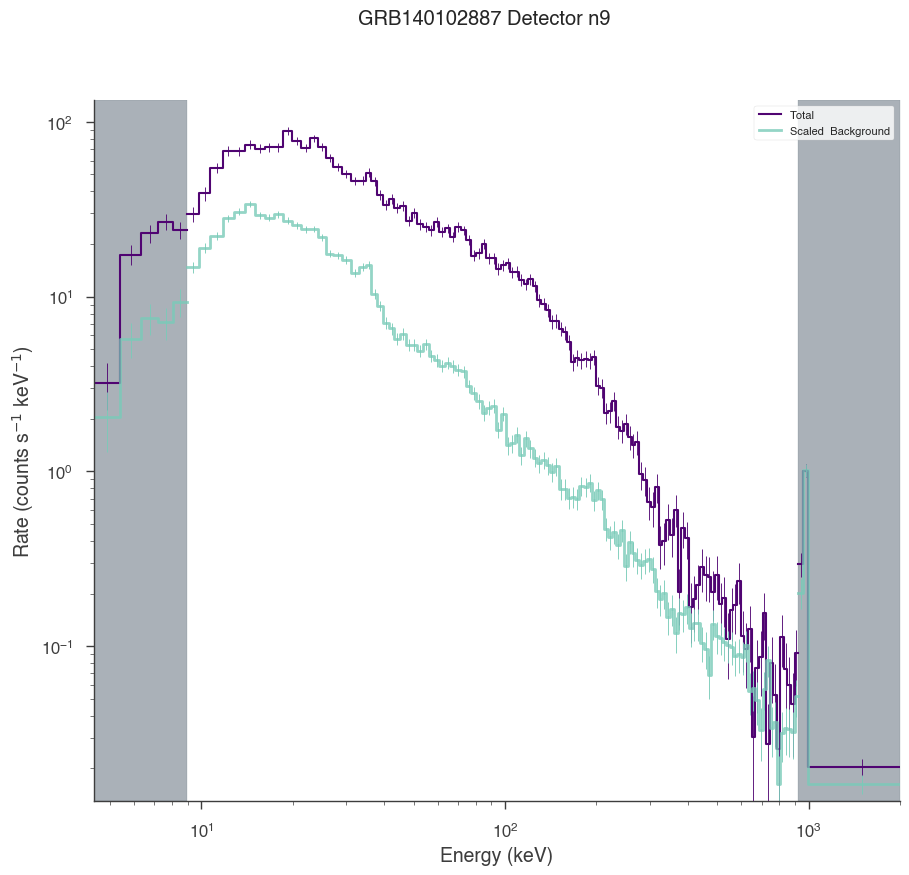 GRB140102887 Detector n9
Total
Scaled Background
10²
10¹
10⁰
10⁻¹
Rate (counts s⁻¹ keV⁻¹)
10¹ 10² 10³
Energy (keV)